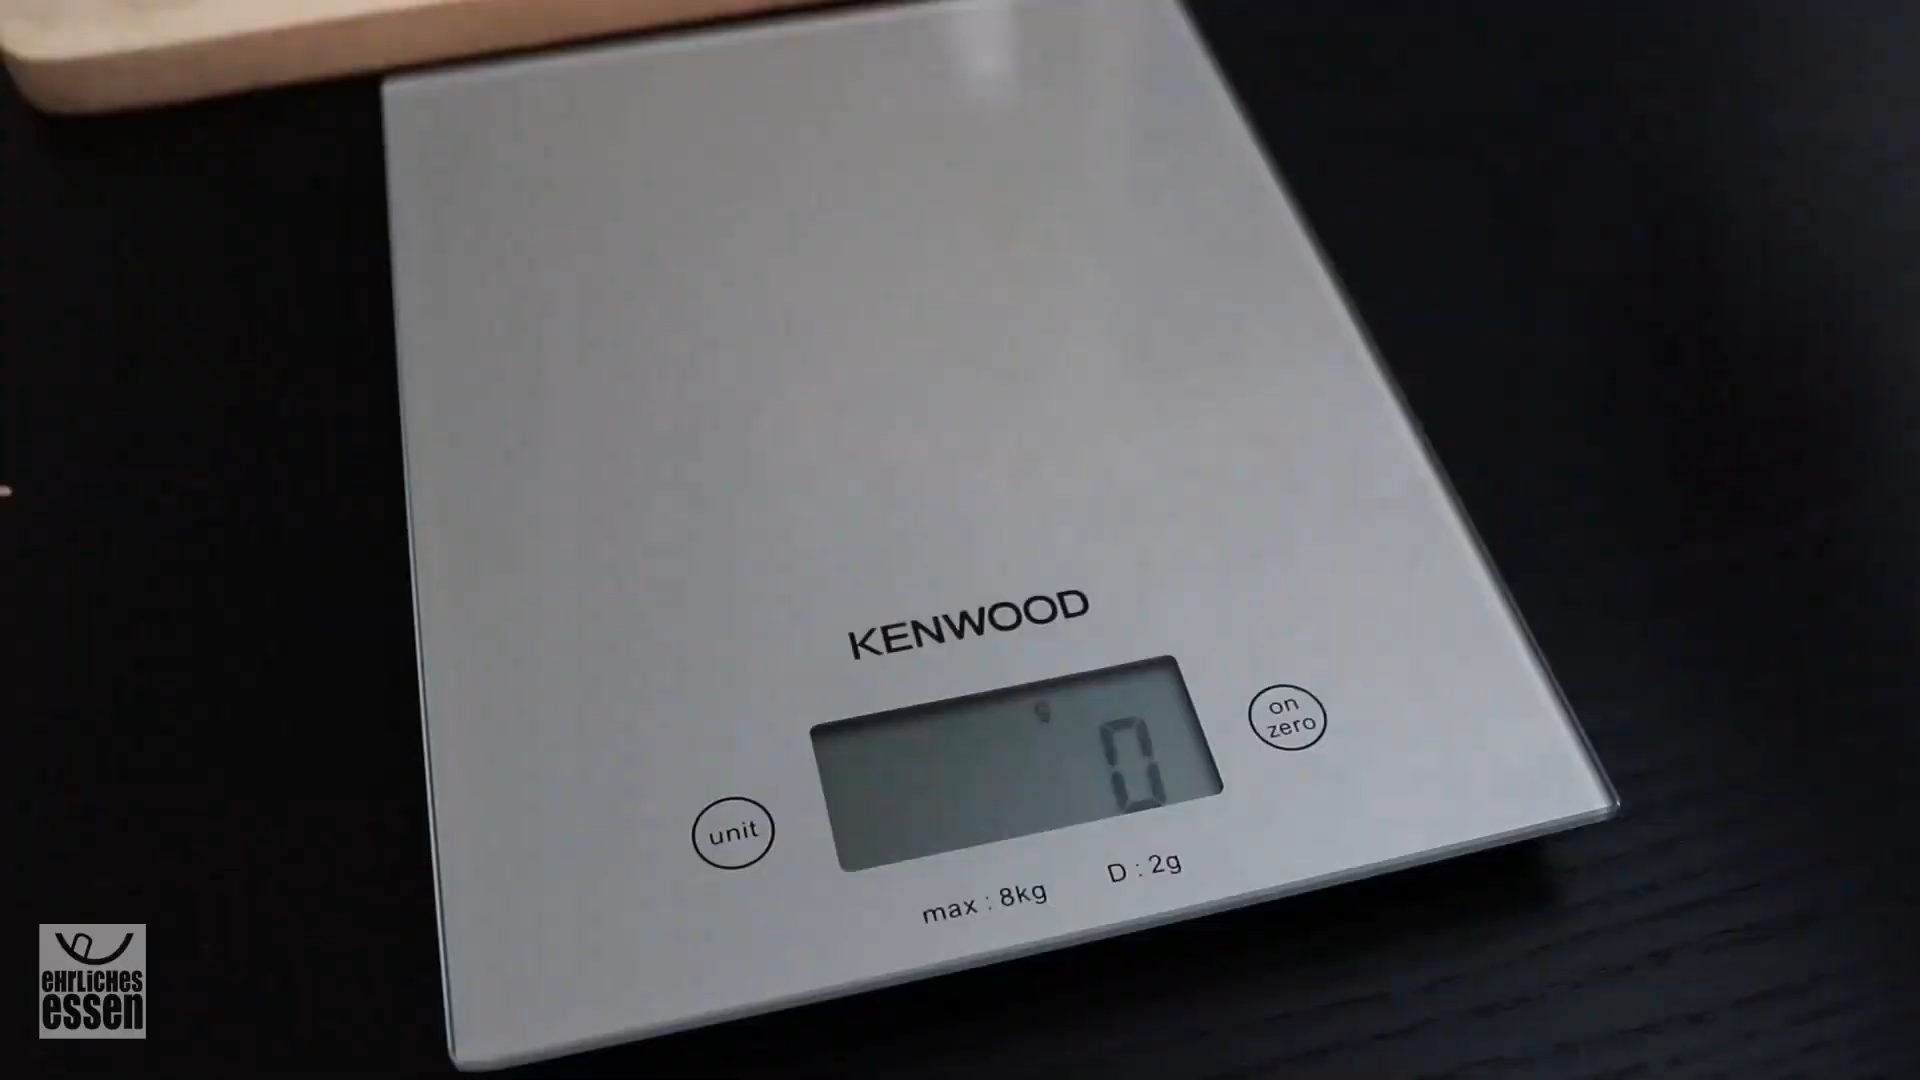 KENWOOD
g
0
on
zero
unit
max : 8kg
D : 2g
eHRLiCHes
essen